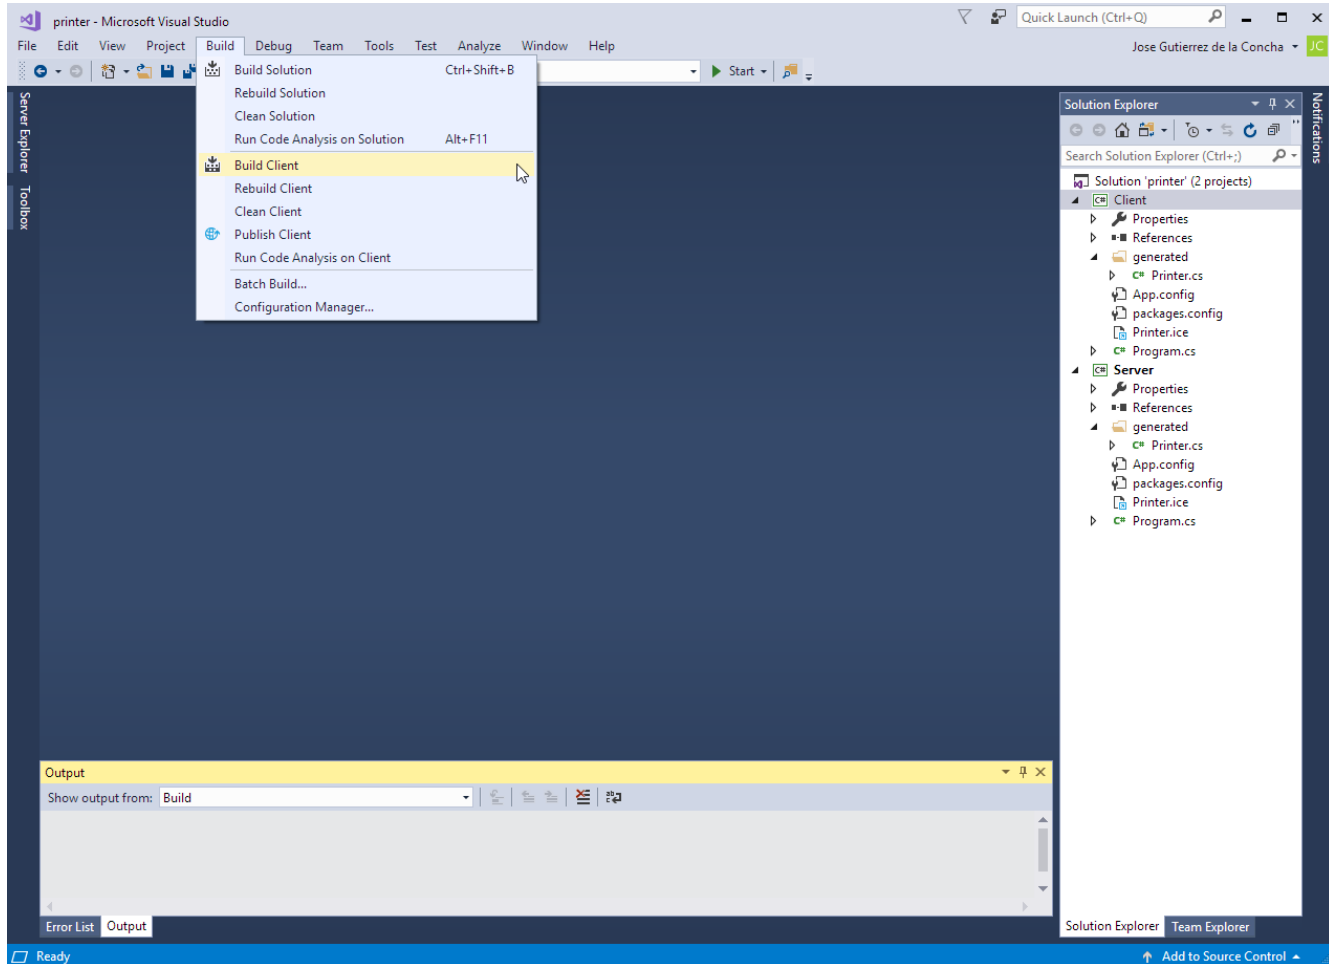 printer - Microsoft Visual Studio
Quick Launch (Ctrl+Q)
File Edit View Project Build Debug Team Tools Test Analyze Window Help
Jose Gutierrez de la Concha JC
Start
Build Solution Ctrl+Shift+B
Rebuild Solution
Clean Solution
Run Code Analysis on Solution Alt+F11
Build Client
Rebuild Client
Clean Client
Publish Client
Run Code Analysis on Client
Batch Build...
Configuration Manager...
Server Explorer
Toolbox
Solution Explorer
Search Solution Explorer (Ctrl+;)
Solution 'printer' (2 projects)
C# Client
Properties
References
generated
C# Printer.cs
App.config
packages.config
Printer.ice
C# Program.cs
C# Server
Properties
References
generated
C# Printer.cs
App.config
packages.config
Printer.ice
C# Program.cs
Notifications
Output
Show output from: Build
Error List Output
Solution Explorer Team Explorer
Ready
Add to Source Control